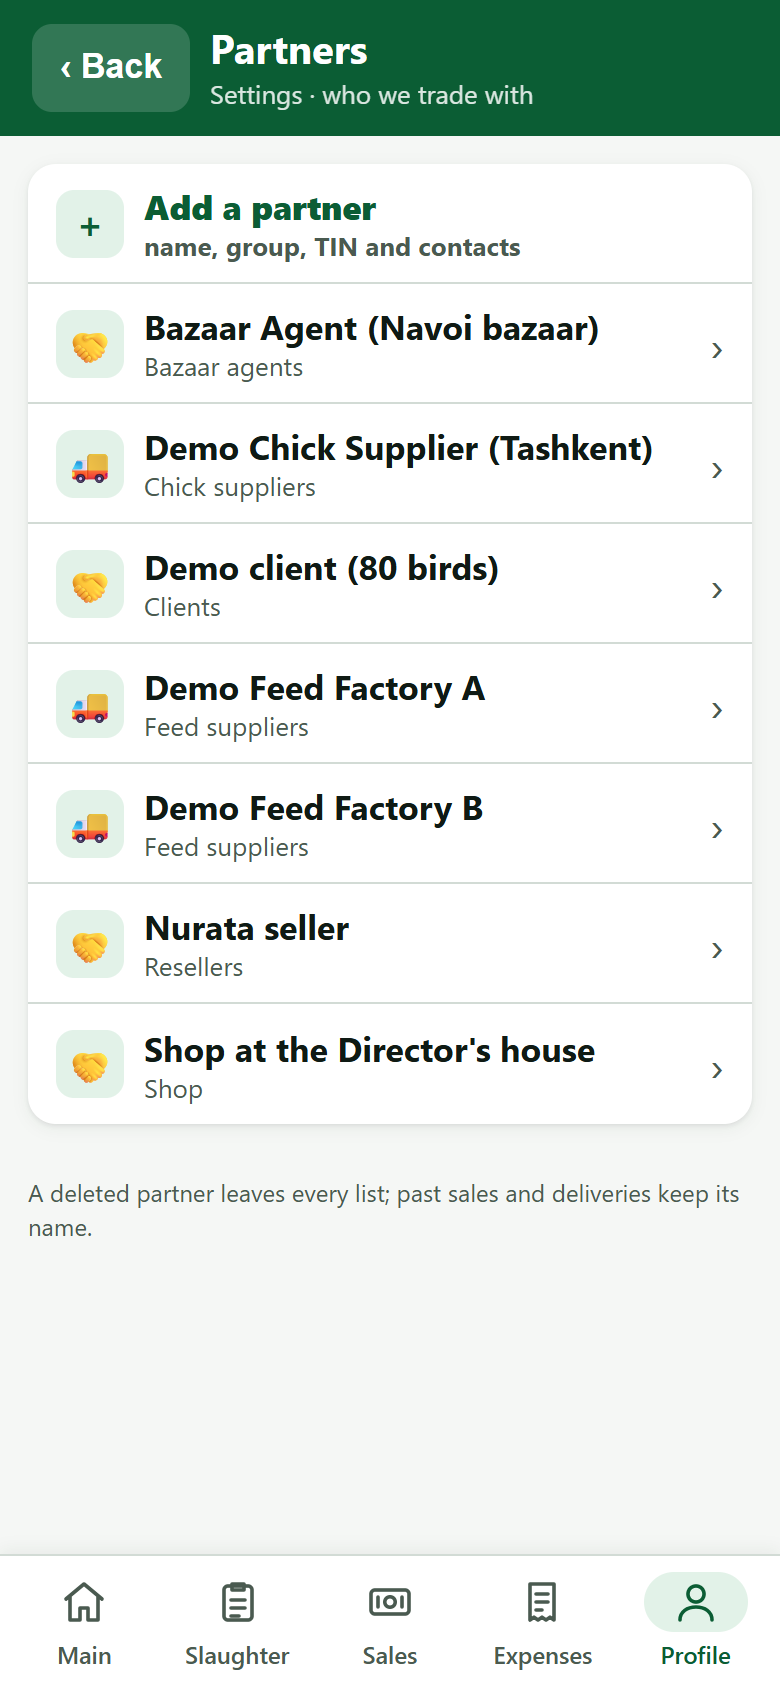 ‹ Back
Partners
Settings · who we trade with
+
Add a partner
name, group, TIN and contacts
Bazaar Agent (Navoi bazaar)
Bazaar agents
›
Demo Chick Supplier (Tashkent)
Chick suppliers
›
Demo client (80 birds)
Clients
›
Demo Feed Factory A
Feed suppliers
›
Demo Feed Factory B
Feed suppliers
›
Nurata seller
Resellers
›
Shop at the Director's house
Shop
›
A deleted partner leaves every list; past sales and deliveries keep its
name.
Main
Slaughter
Sales
Expenses
Profile